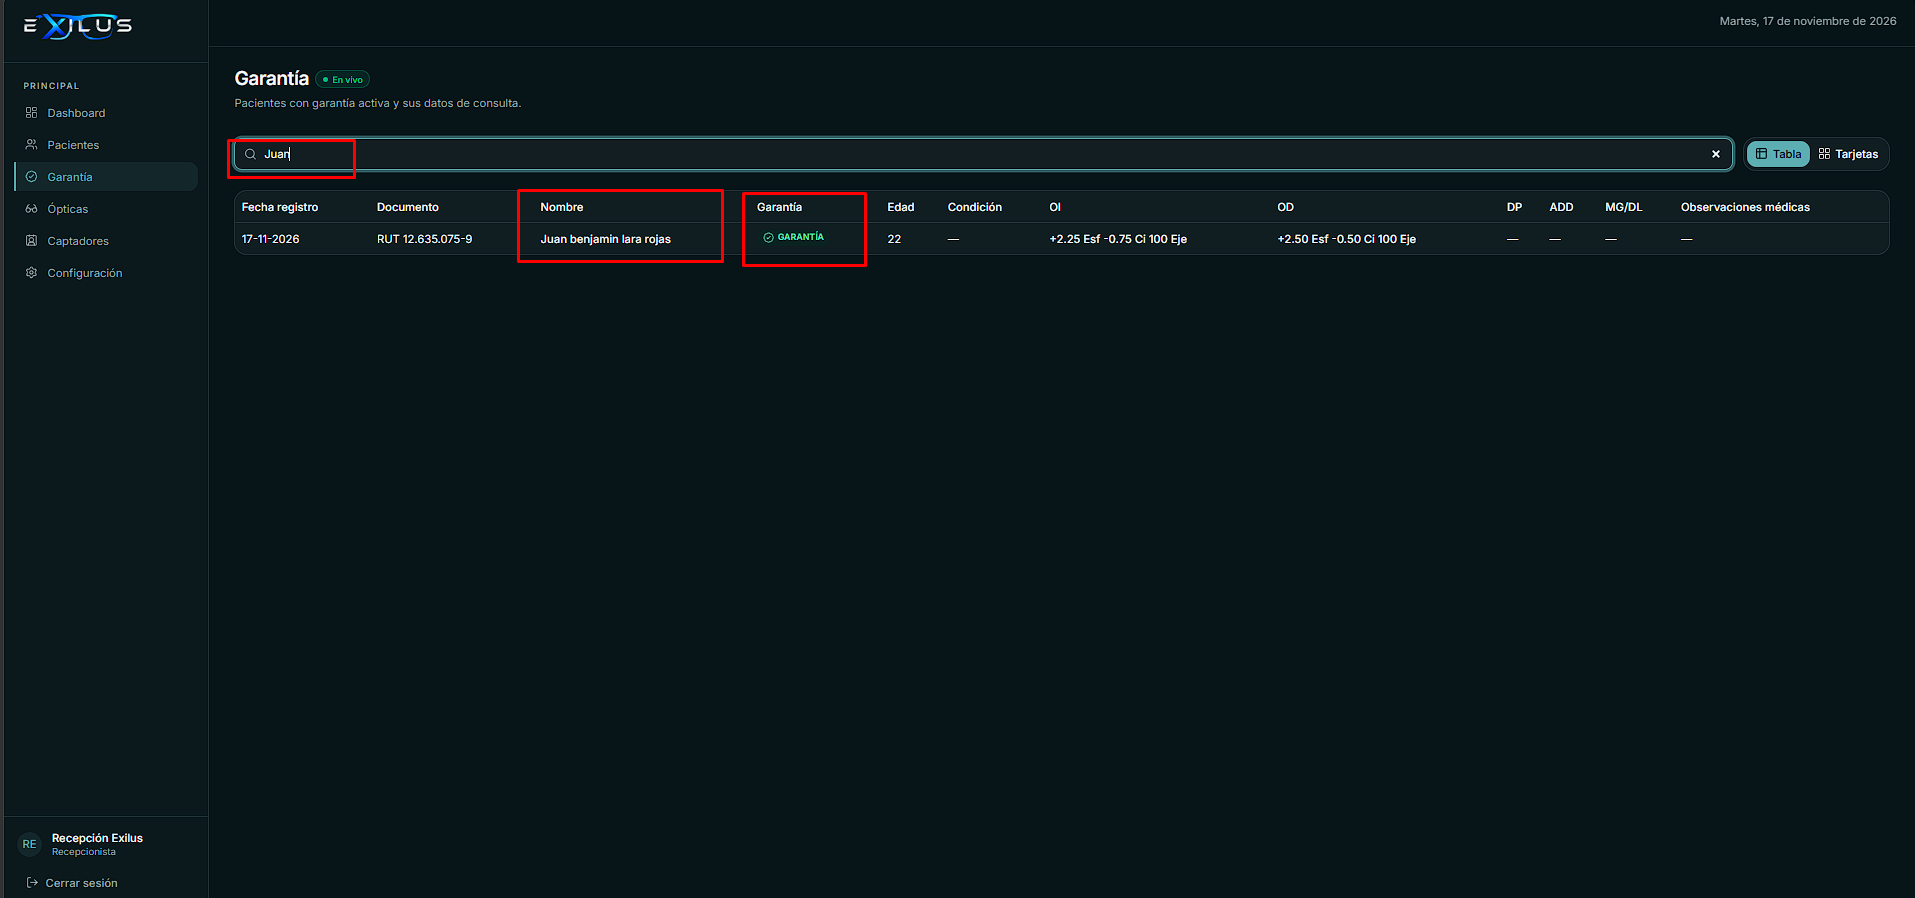 EXILUS
Martes, 17 de noviembre de 2026
PRINCIPAL
Dashboard
Pacientes
Garantía
Ópticas
Captadores
Configuración
Garantía En vivo
Pacientes con garantía activa y sus datos de consulta.
Juan
Tabla Tarjetas
Fecha registro Documento Nombre Garantía Edad Condición OI OD DP ADD MG/DL Observaciones médicas
17-11-2026 RUT 12.635.075-9 Juan benjamin lara rojas GARANTÍA 22 — +2.25 Esf -0.75 Ci 100 Eje +2.50 Esf -0.50 Ci 100 Eje — — — —
RE Recepción Exilus
Recepcionista
Cerrar sesión